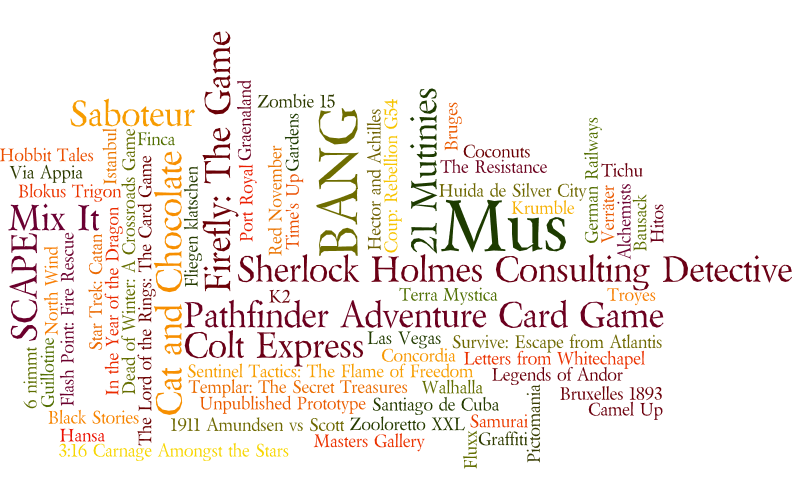 Saboteur
Hobbit Tales
Via Appia
Blokus Trigon
Mix It
SCAPE
6 nimmt
Guillotine
North Wind
Flash Point: Fire Rescue
Star Trek: Catan
Istanbul
In the Year of the Dragon
Dead of Winter: A Crossroads Game
The Lord of the Rings: The Card Game
Finca
Cat and Chocolate
Fliegen klatschen
Firefly: The Game
Port Royal
Graenaland
Zombie 15
Red November
Time's Up
Gardens
BANG
Hector and Achilles
Coup: Rebellion G54
21 Mutinies
Bruges
Coconuts
The Resistance
Huida de Silver City
Krumble
Mus
German Railways
Verräter
Tichu
Alchemists
Bausack
Hitos
Sherlock Holmes Consulting Detective
K2
Terra Mystica
Troyes
Pathfinder Adventure Card Game
Colt Express
Las Vegas
Survive: Escape from Atlantis
Concordia
Letters from Whitechapel
Sentinel Tactics: The Flame of Freedom
Legends of Andor
Templar: The Secret Treasures
Walhalla
Bruxelles 1893
Unpublished Prototype
Santiago de Cuba
Camel Up
Black Stories
1911 Amundsen vs Scott
Zooloretto XXL
Samurai
Hansa
Masters Gallery
Fluxx
Graffiti
Pictomania
3:16 Carnage Amongst the Stars